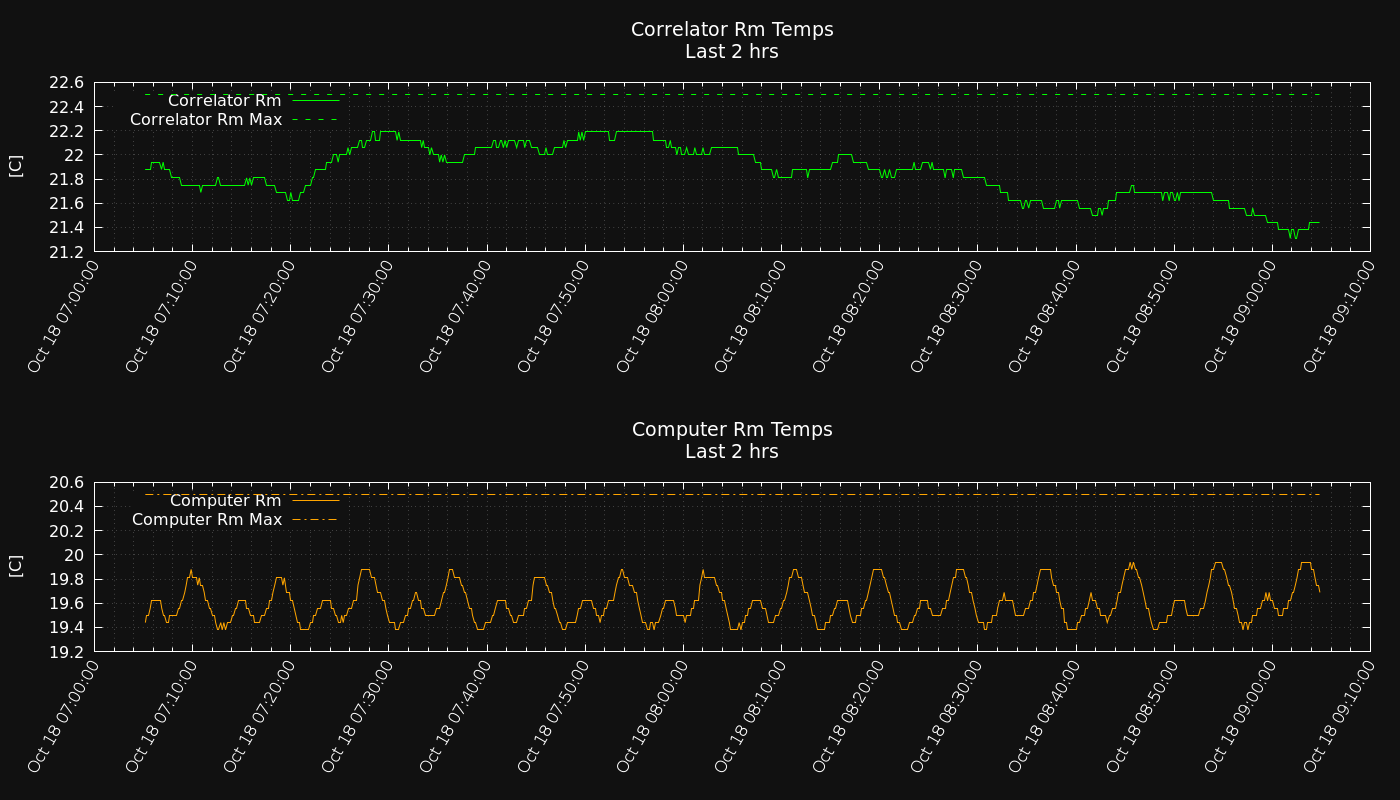 Correlator Rm Temps
Last 2 hrs
[C]
22.6
22.4
22.2
22
21.8
21.6
21.4
21.2
Correlator Rm
Correlator Rm Max
Oct 18 07:00:00
Oct 18 07:10:00
Oct 18 07:20:00
Oct 18 07:30:00
Oct 18 07:40:00
Oct 18 07:50:00
Oct 18 08:00:00
Oct 18 08:10:00
Oct 18 08:20:00
Oct 18 08:30:00
Oct 18 08:40:00
Oct 18 08:50:00
Oct 18 09:00:00
Oct 18 09:10:00
Computer Rm Temps
Last 2 hrs
[C]
20.6
20.4
20.2
20
19.8
19.6
19.4
19.2
Computer Rm
Computer Rm Max
Oct 18 07:00:00
Oct 18 07:10:00
Oct 18 07:20:00
Oct 18 07:30:00
Oct 18 07:40:00
Oct 18 07:50:00
Oct 18 08:00:00
Oct 18 08:10:00
Oct 18 08:20:00
Oct 18 08:30:00
Oct 18 08:40:00
Oct 18 08:50:00
Oct 18 09:00:00
Oct 18 09:10:00